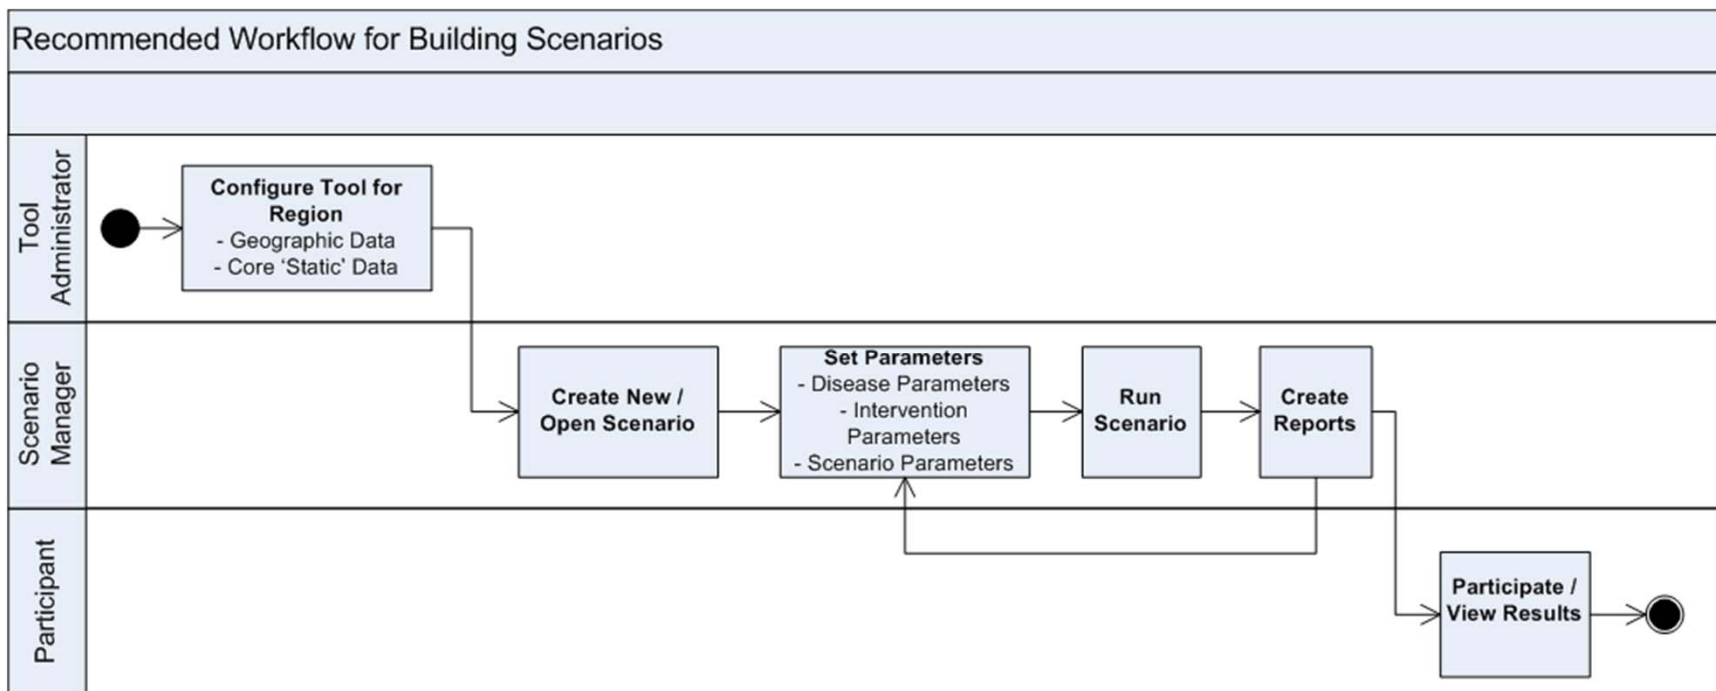 Recommended Workflow for Building Scenarios
Tool
Administrator
Configure Tool for
Region
- Geographic Data
- Core ‘Static’ Data
Scenario
Manager
Create New /
Open Scenario
Set Parameters
- Disease Parameters
- Intervention
Parameters
- Scenario Parameters
Run
Scenario
Create
Reports
Participant
Participate /
View Results